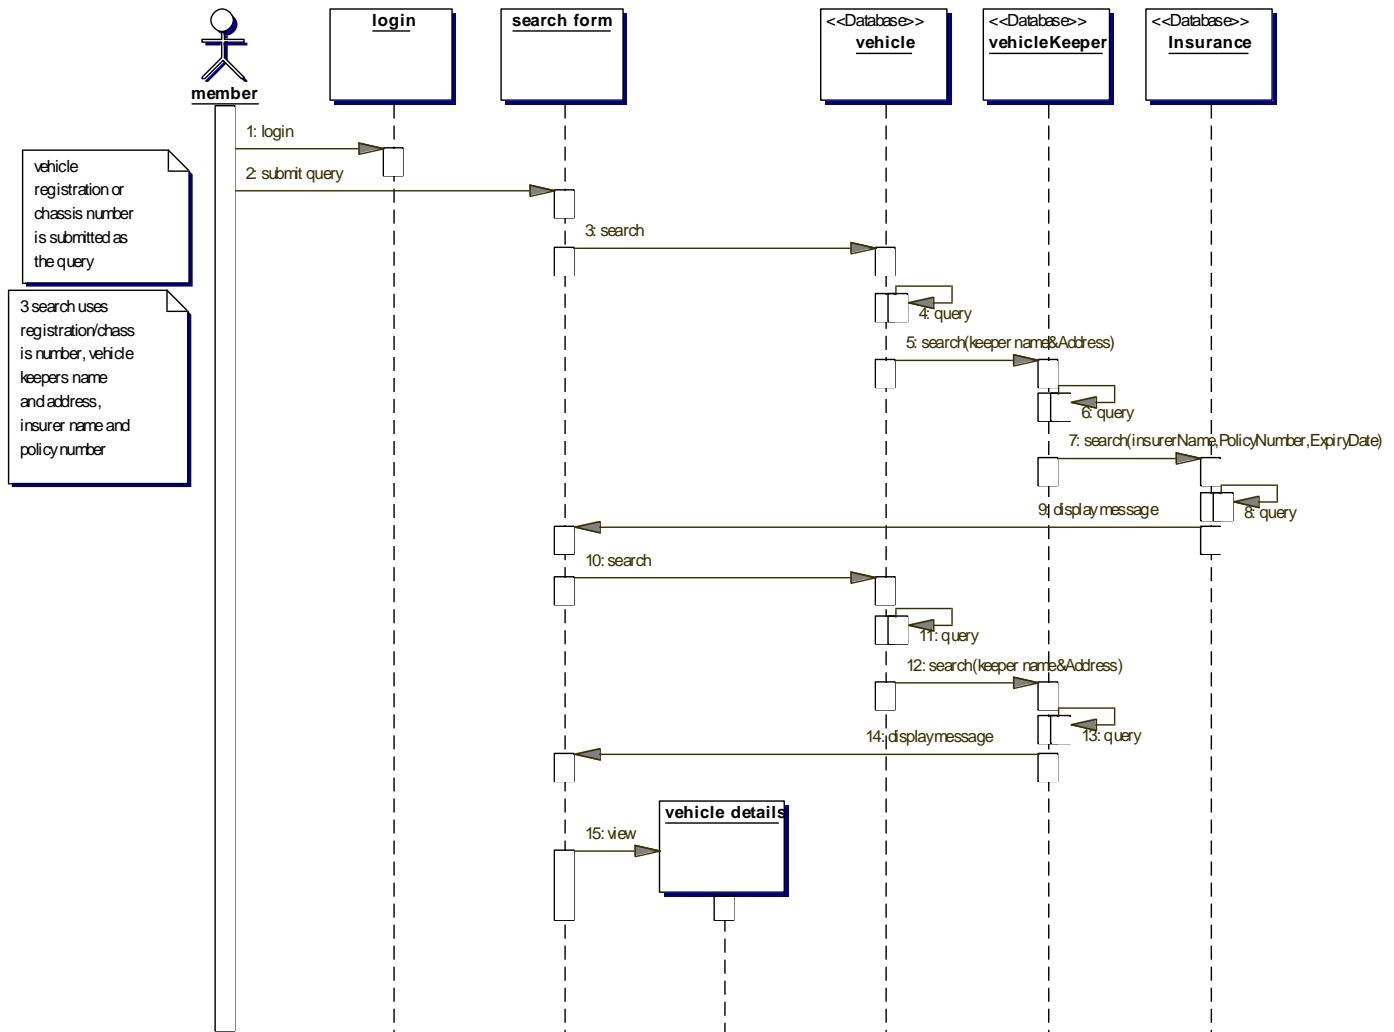 login
search form
<<Database>>
vehicle
<<Database>>
vehicleKeeper
<<Database>>
Insurance
member
1: login
vehicle
registration or
chassis number
is submitted as
the query
2: submit query
3: search
3 search uses
registration/chass
is number, vehicle
keepers name
and address,
insurer name and
policy number
4: query
5: search(keeper name&Address)
6: query
7: search(insurerName,PolicyNumber,ExpiryDate)
8: query
9: displaymessage
10: search
11: query
12: search(keeper name&Address)
13: query
14: displaymessage
vehicle details
15: view